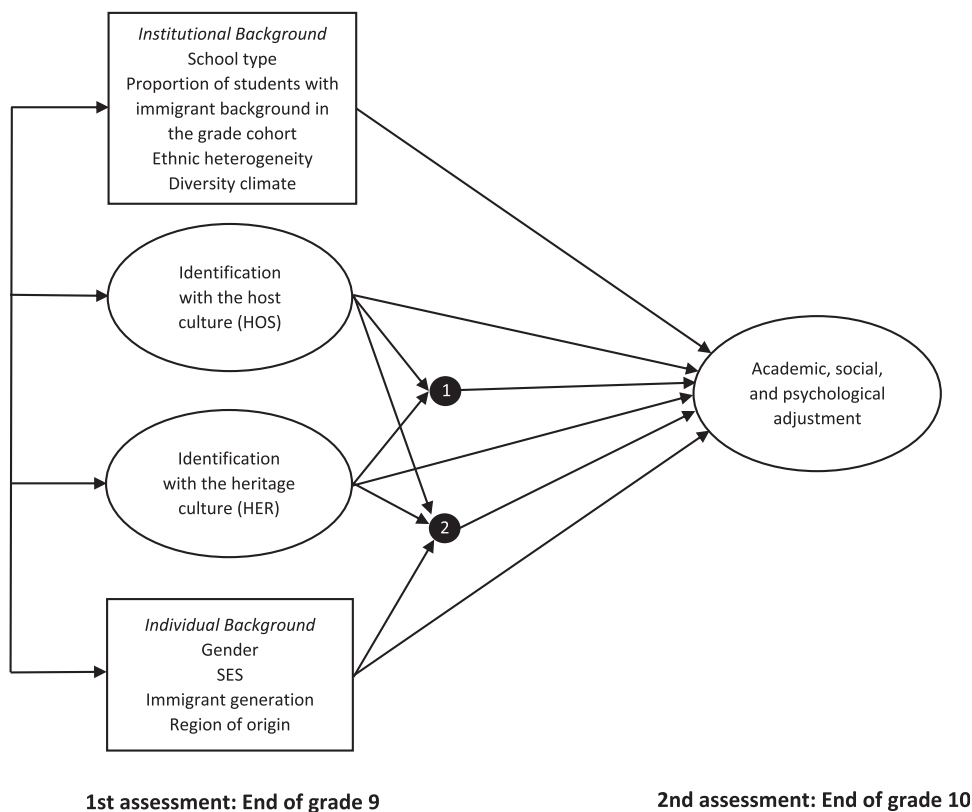 Institutional Background
School type
Proportion of students with
immigrant background in
the grade cohort
Ethnic heterogeneity
Diversity climate
Identification
with the host
culture (HOS)
1
Academic, social,
and psychological
adjustment
Identification
with the heritage
culture (HER)
2
Individual Background
Gender
SES
Immigrant generation
Region of origin
1st assessment: End of grade 9
2nd assessment: End of grade 10